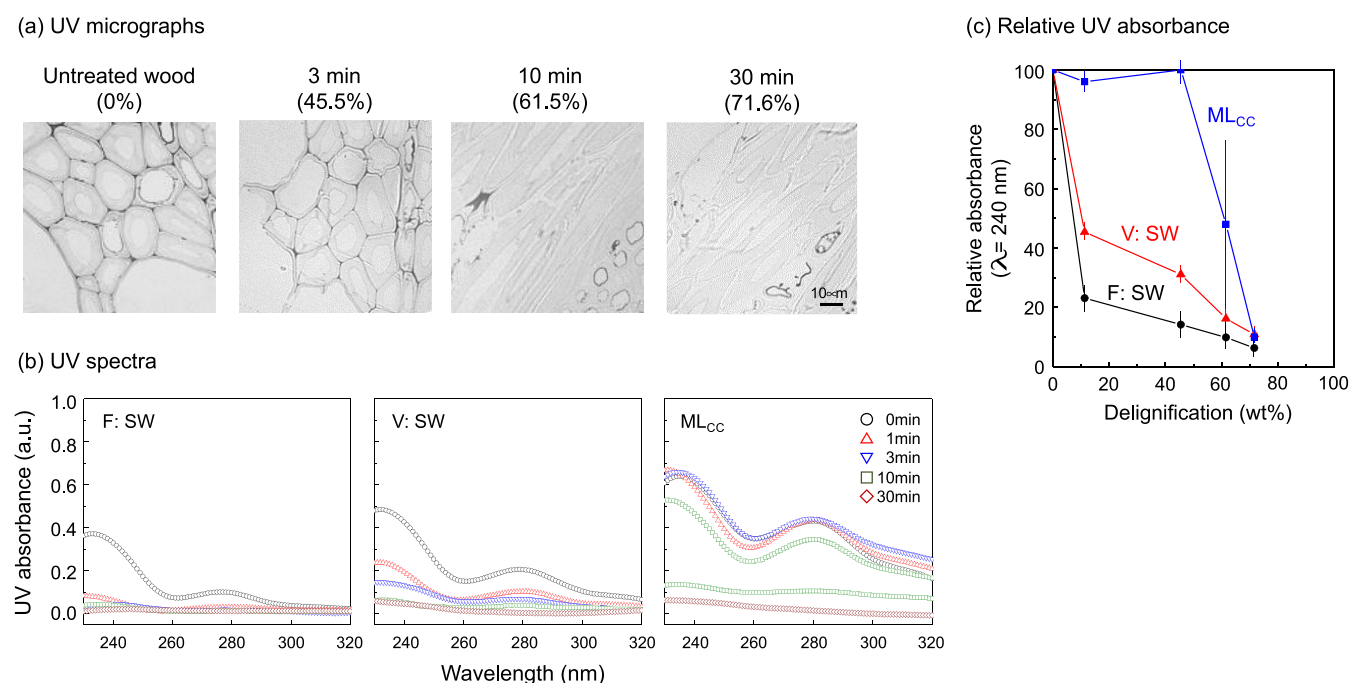 (a) UV micrographs
Untreated wood
(0%)
3 min
(45.5%)
10 min
(61.5%)
30 min
(71.6%)
10∝m
(b) UV spectra
UV absorbance (a.u.)
1.0
0.8
0.6
0.4
0.2
0.0
F: SW
V: SW
ML_CC
0min
1min
3min
10min
30min
240 260 280 300 320
240 260 280 300 320
240 260 280 300 320
Wavelength (nm)
(c) Relative UV absorbance
Relative absorbance
(λ= 240 nm)
100
80
60
40
20
0
ML_CC
V: SW
F: SW
0 20 40 60 80 100
Delignification (wt%)